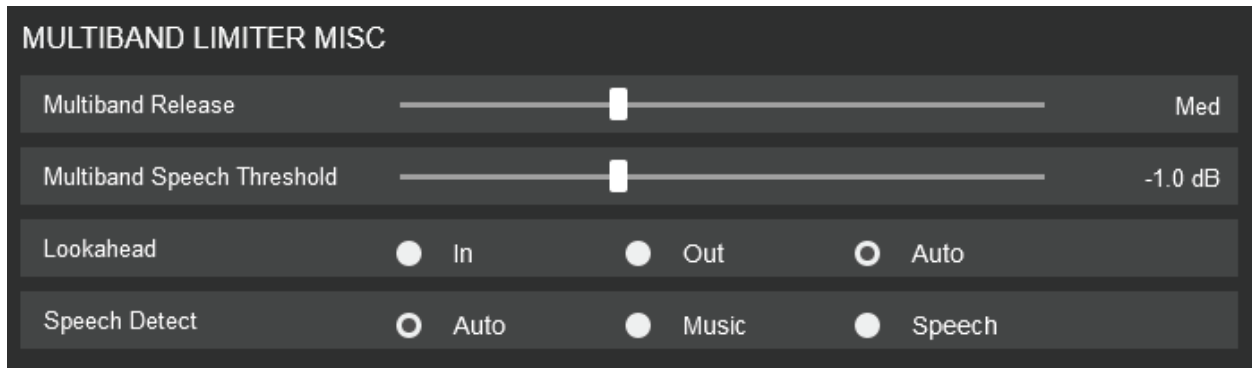 MULTIBAND LIMITER MISC
Multiband Release Med
Multiband Speech Threshold -1.0 dB
Lookahead In Out Auto
Speech Detect Auto Music Speech